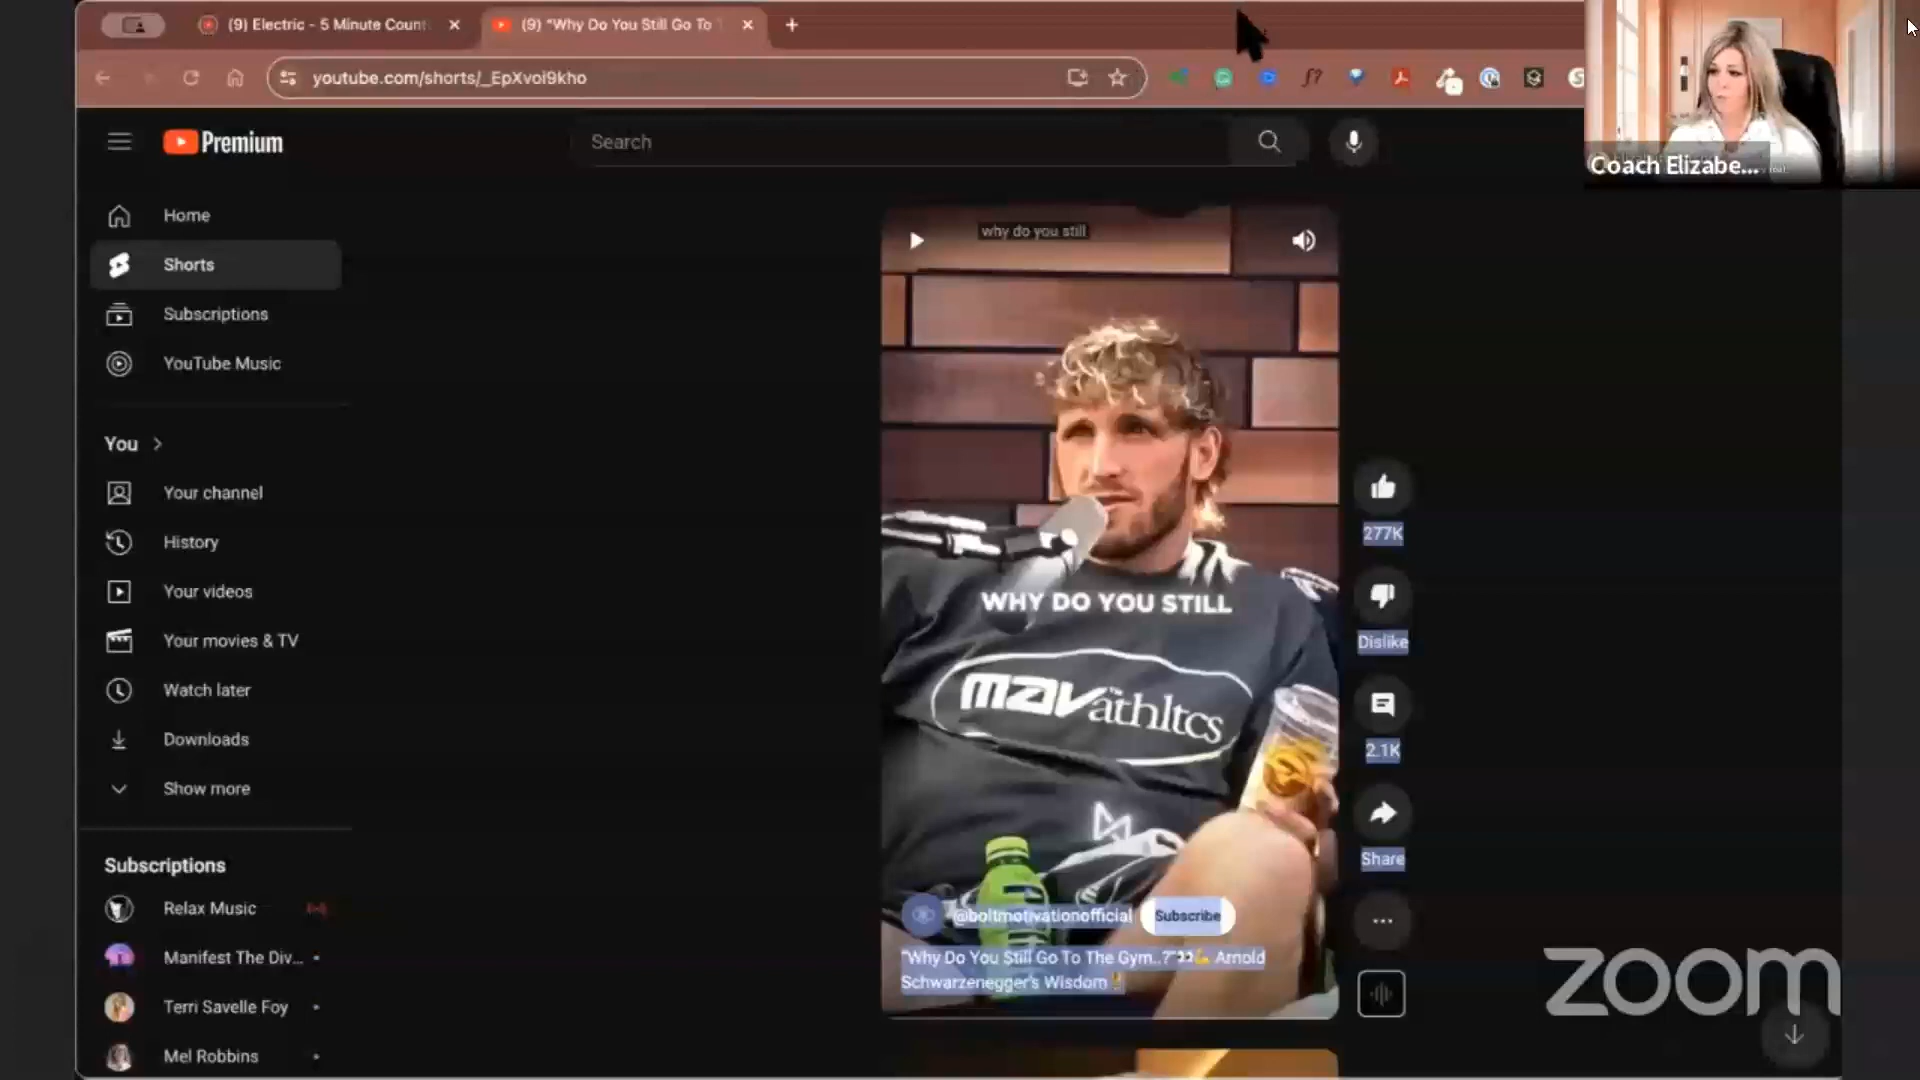 (9) Electric - 5 Minute Count
(9) "Why Do You Still Go To
youtube.com/shorts/_EpXvol9kho
Premium
Search
Coach Elizabe...
Home
Shorts
Subscriptions
YouTube Music
You
Your channel
History
Your videos
Your movies & TV
Watch later
Downloads
Show more
Subscriptions
Relax Music
Manifest The Div...
Terri Savelle Foy
Mel Robbins
why do you still
WHY DO YOU STILL
mavathltcs
277K
Dislike
2.1K
Share
@boltmotivationofficial
Subscribe
"Why Do You Still Go To The Gym..?"👀💪 Arnold
Schwarzenegger's Wisdom
zoom